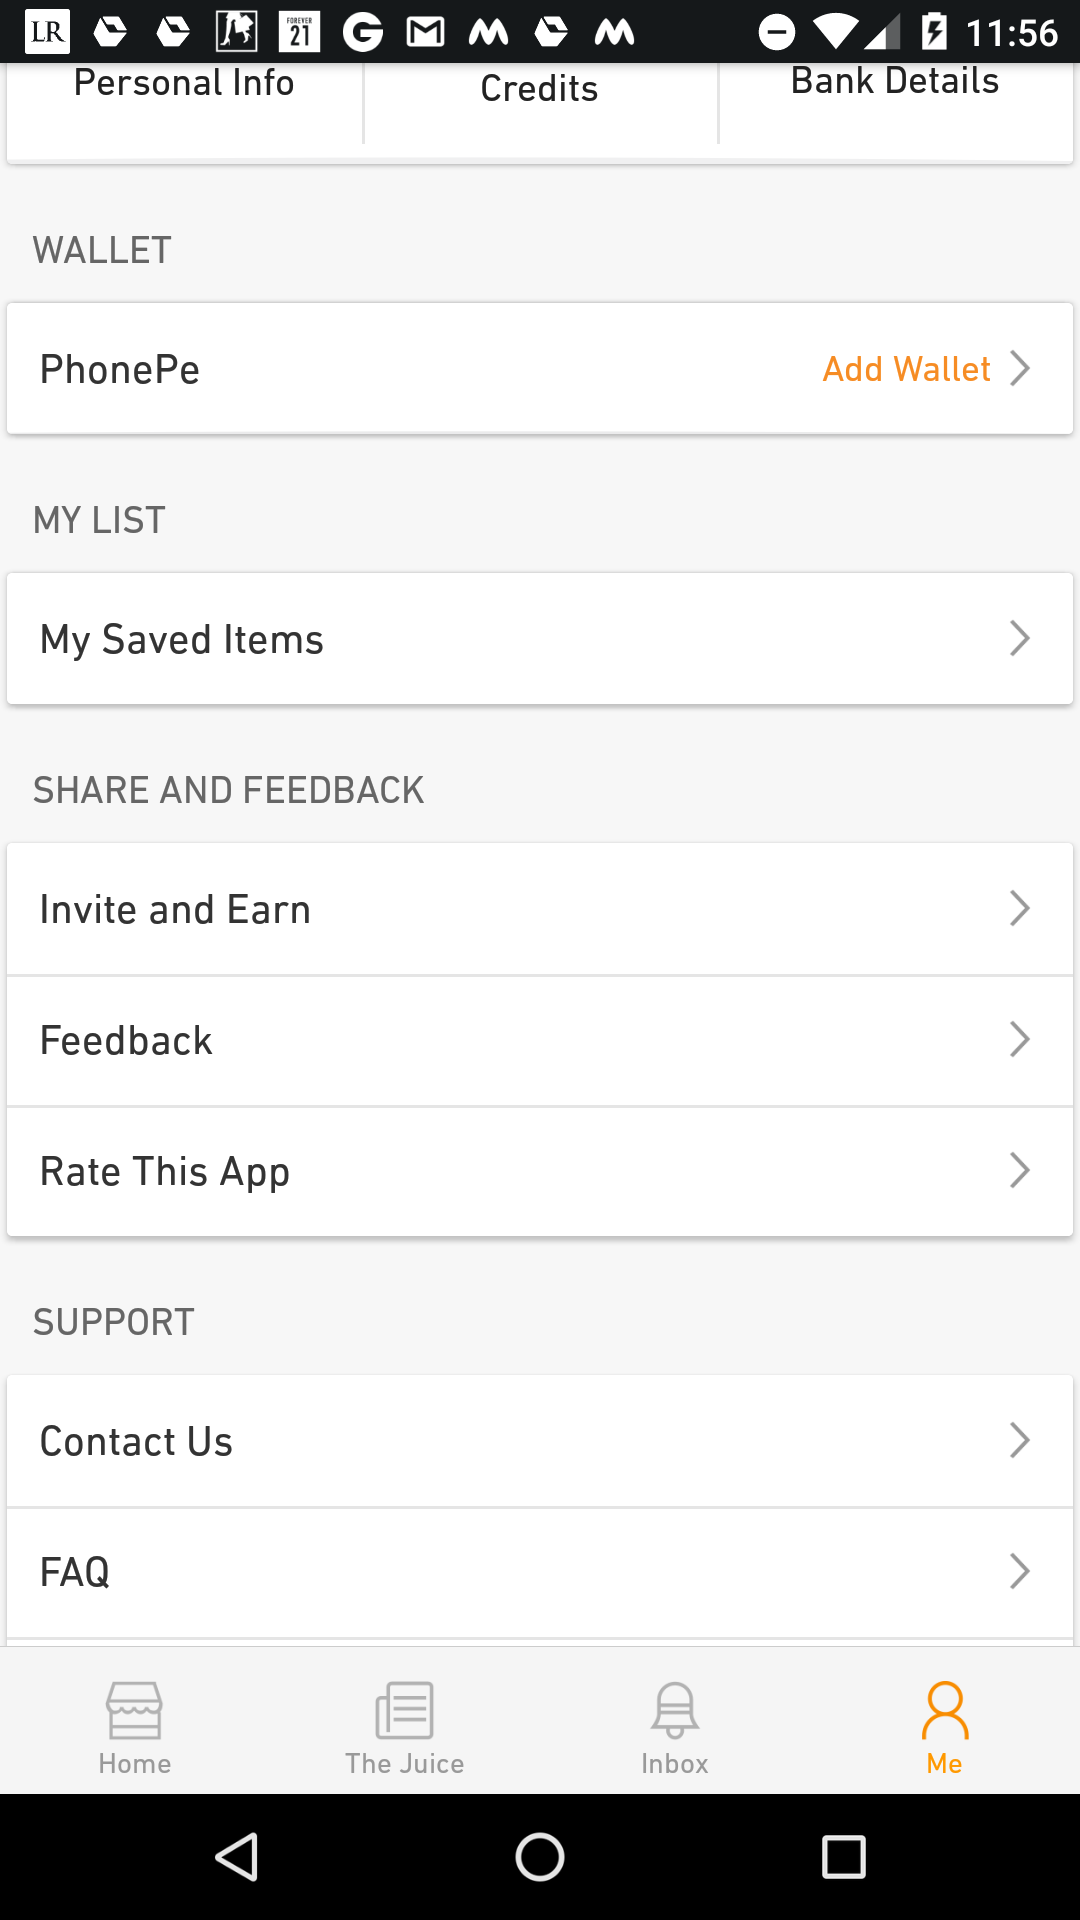 LR FOREVER 21 G 11:56
Personal Info Credits Bank Details
WALLET
PhonePe Add Wallet
MY LIST
My Saved Items
SHARE AND FEEDBACK
Invite and Earn
Feedback
Rate This App
SUPPORT
Contact Us
FAQ
Home The Juice Inbox Me